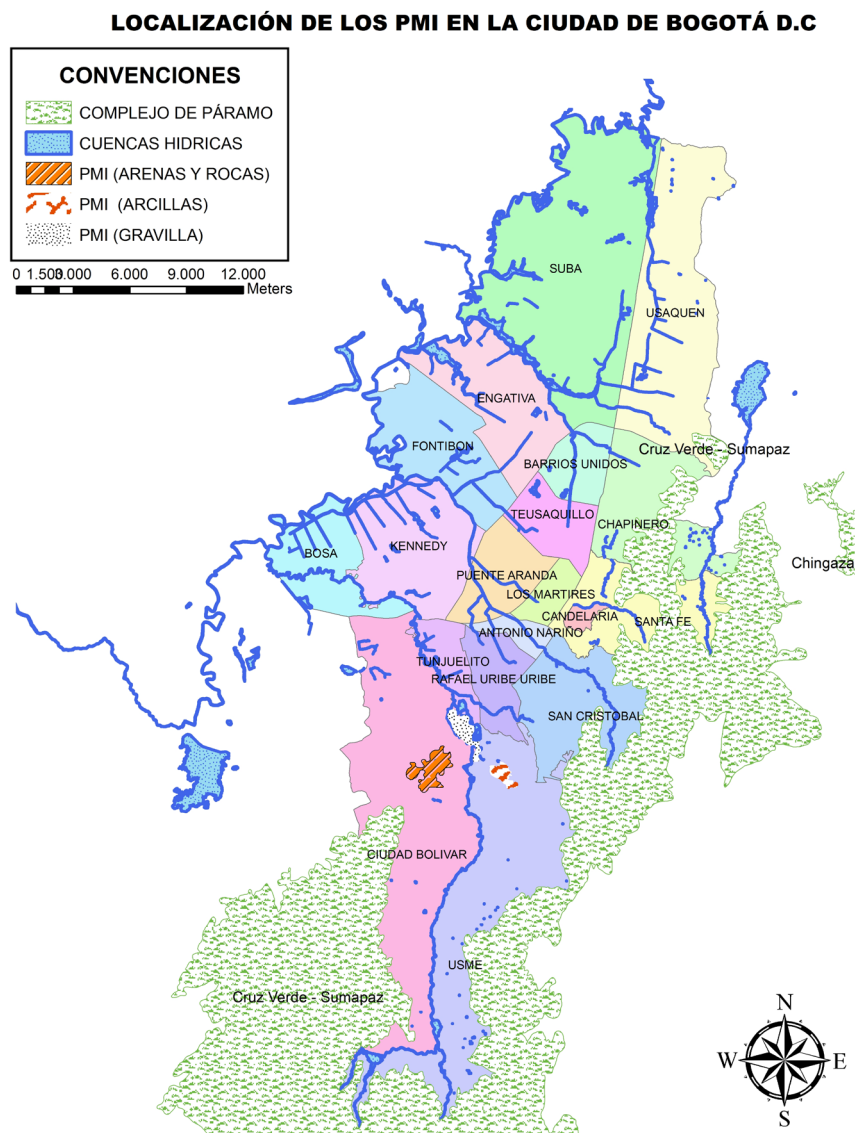 LOCALIZACIÓN DE LOS PMI EN LA CIUDAD DE BOGOTÁ D.C
CONVENCIONES
COMPLEJO DE PÁRAMO
CUENCAS HIDRICAS
PMI (ARENAS Y ROCAS)
PMI (ARCILLAS)
PMI (GRAVILLA)
0 1.500 3.000 6.000 9.000 12.000
Meters
SUBA
USAQUEN
ENGATIVA
FONTIBON
Cruz Verde - Sumapaz
BARRIOS UNIDOS
TEUSAQUILLO
CHAPINERO
KENNEDY
BOSA
Chingaza
PUENTE ARANDA
LOS MARTIRES
CANDELARIA
SANTA FE
ANTONIO NARIÑO
TUNJUELITO
RAFAEL URIBE URIBE
SAN CRISTOBAL
CIUDAD BOLIVAR
USME
Cruz Verde - Sumapaz
N
W E
S